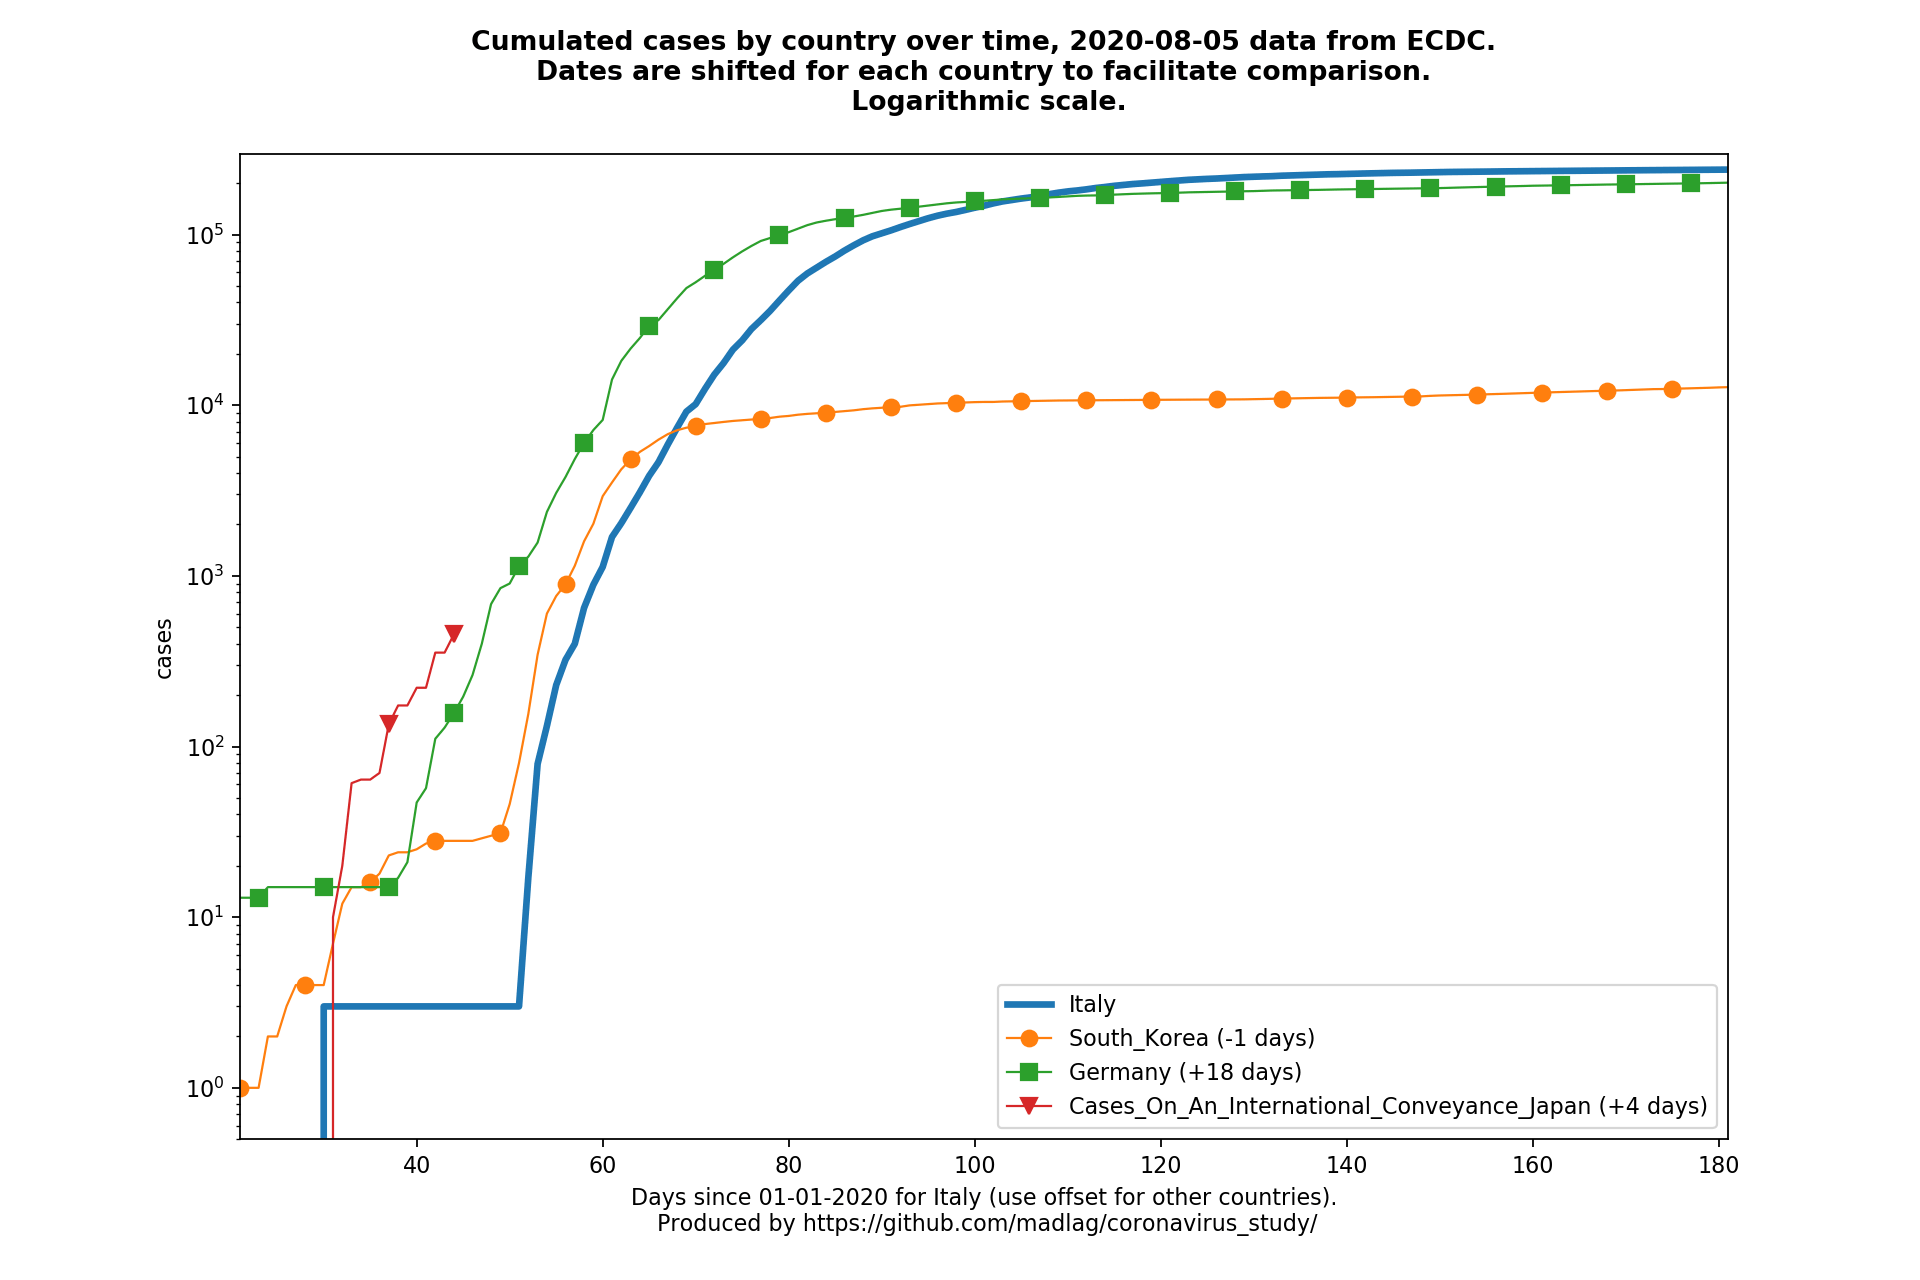 Cumulated cases by country over time, 2020-08-05 data from ECDC.
Dates are shifted for each country to facilitate comparison.
Logarithmic scale.
10^5
10^4
10^3
10^2
10^1
10^0
cases
Italy
South_Korea (-1 days)
Germany (+18 days)
Cases_On_An_International_Conveyance_Japan (+4 days)
40 60 80 100 120 140 160 180
Days since 01-01-2020 for Italy (use offset for other countries).
Produced by https://github.com/madlag/coronavirus_study/